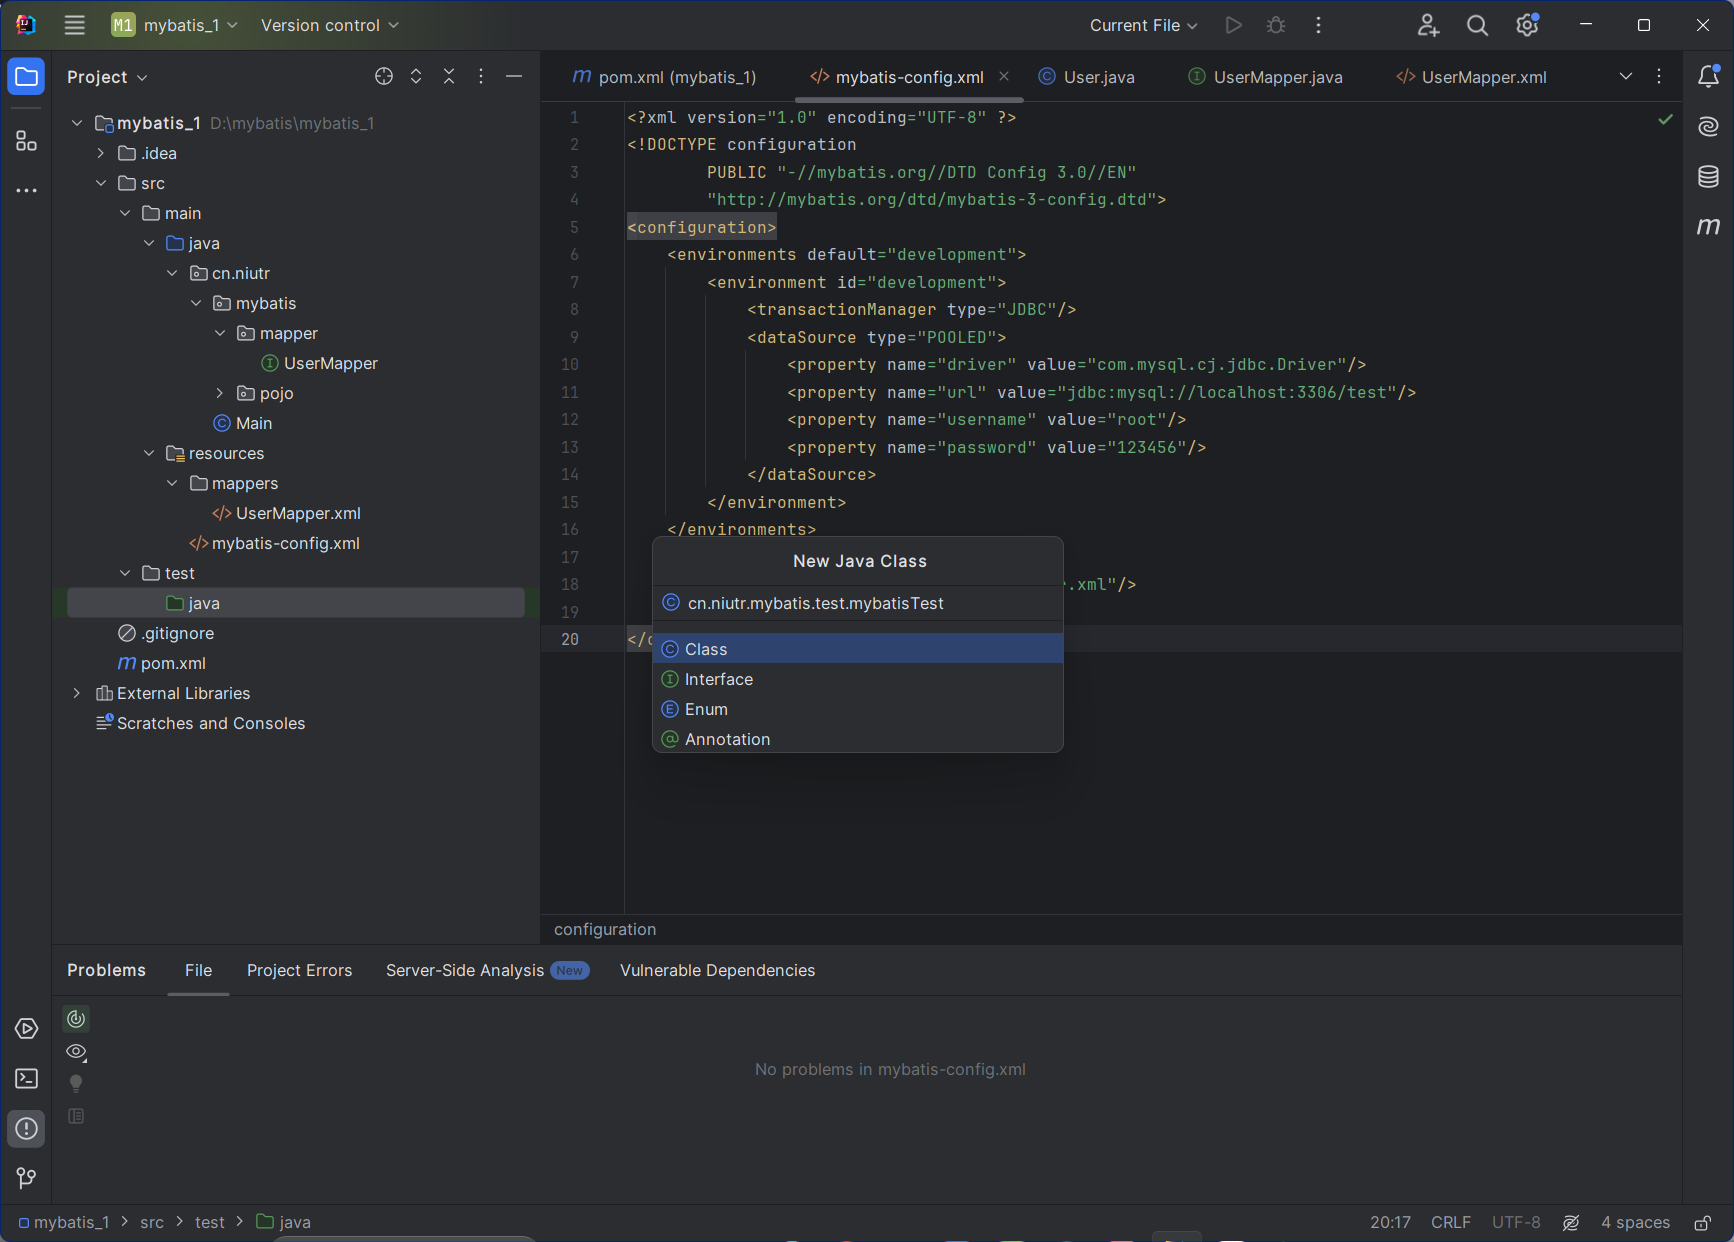 M1 mybatis_1 Version control Current File
Project
pom.xml (mybatis_1) mybatis-config.xml User.java UserMapper.java UserMapper.xml
mybatis_1 D:\mybatis\mybatis_1
.idea
src
main
java
cn.niutr
mybatis
mapper
UserMapper
pojo
Main
resources
mappers
UserMapper.xml
mybatis-config.xml
test
java
.gitignore
pom.xml
External Libraries
Scratches and Consoles
1 <?xml version="1.0" encoding="UTF-8" ?>
2 <!DOCTYPE configuration
3 PUBLIC "-//mybatis.org//DTD Config 3.0//EN"
4 "http://mybatis.org/dtd/mybatis-3-config.dtd">
5 <configuration>
6 <environments default="development">
7 <environment id="development">
8 <transactionManager type="JDBC"/>
9 <dataSource type="POOLED">
10 <property name="driver" value="com.mysql.cj.jdbc.Driver"/>
11 <property name="url" value="jdbc:mysql://localhost:3306/test"/>
12 <property name="username" value="root"/>
13 <property name="password" value="123456"/>
14 </dataSource>
15 </environment>
16 </environments>
17
18 .xml"/>
19
20 </c
New Java Class
cn.niutr.mybatis.test.mybatisTest
Class
Interface
Enum
Annotation
configuration
Problems File Project Errors Server-Side Analysis New Vulnerable Dependencies
No problems in mybatis-config.xml
mybatis_1 > src > test > java 20:17 CRLF UTF-8 4 spaces